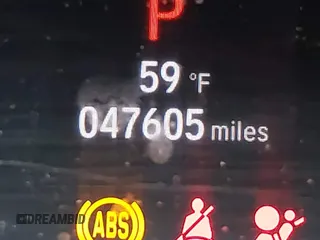 P
59 °F
047605 miles
ABS
DREAMBID